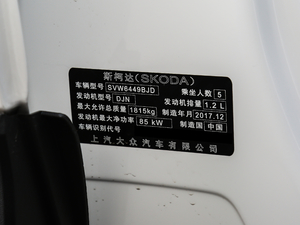 斯柯达(SKODA)
车辆型号 SVW6449BJD 乘坐人数 5
发动机型号 DJN 发动机排量 1.2 L
最大允许总质量 1815kg 制造年月 2017.12
发动机最大净功率 85 kW 制造国 中国
车辆识别代号
上汽大众汽车有限公司